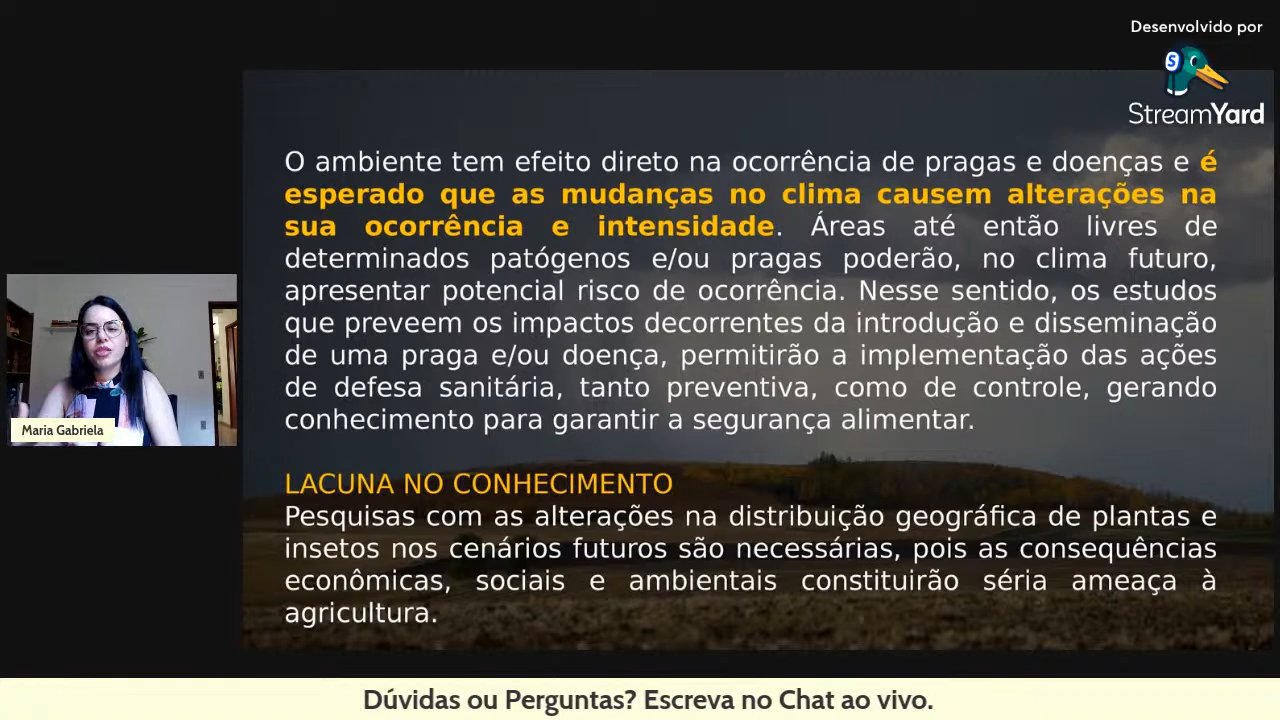 Desenvolvido por
StreamYard
O ambiente tem efeito direto na ocorrência de pragas e doenças e é
esperado que as mudanças no clima causem alterações na
sua ocorrência e intensidade. Áreas até então livres de
determinados patógenos e/ou pragas poderão, no clima futuro,
apresentar potencial risco de ocorrência. Nesse sentido, os estudos
que preveem os impactos decorrentes da introdução e disseminação
de uma praga e/ou doença, permitirão a implementação das ações
de defesa sanitária, tanto preventiva, como de controle, gerando
conhecimento para garantir a segurança alimentar.
LACUNA NO CONHECIMENTO
Pesquisas com as alterações na distribuição geográfica de plantas e
insetos nos cenários futuros são necessárias, pois as consequências
econômicas, sociais e ambientais constituirão séria ameaça à
agricultura.
Maria Gabriela
Dúvidas ou Perguntas? Escreva no Chat ao vivo.